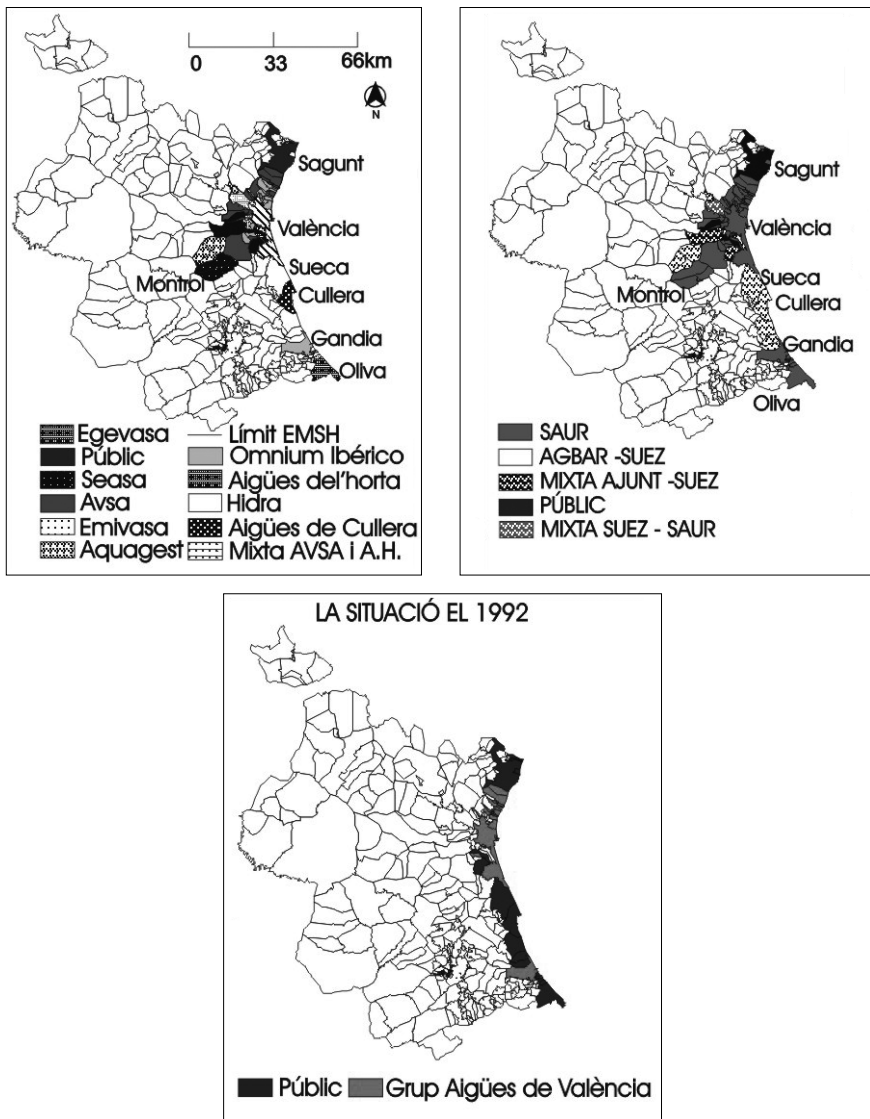 0 33 66km
N
Sagunt
València
Sueca
Montrol
Cullera
Gandia
Oliva
Egevasa
Públic
Seasa
Avsa
Emivasa
Aquagest
Límit EMSH
Omnium Ibérico
Aigües del'horta
Hidra
Aigües de Cullera
Mixta AVSA i A.H.
Sagunt
València
Sueca
Montrol
Cullera
Gandia
Oliva
SAUR
AGBAR -SUEZ
MIXTA AJUNT -SUEZ
PÚBLIC
MIXTA SUEZ - SAUR
LA SITUACIÓ EL 1992
Públic Grup Aigües de València